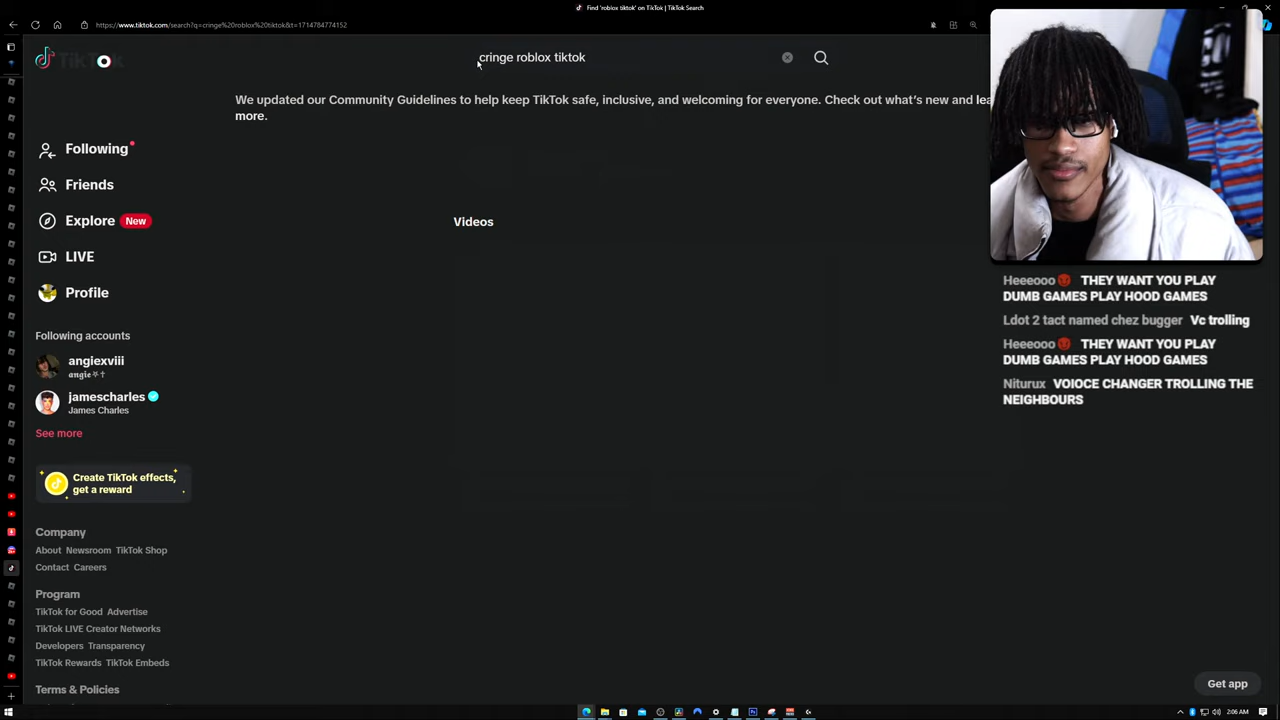 Find 'roblox tiktok' on TikTok | TikTok Search
https://www.tiktok.com/search?q=cringe%20roblox%20tiktok&t=1714784774152
TikTok
cringe roblox tiktok
We updated our Community Guidelines to help keep TikTok safe, inclusive, and welcoming for everyone. Check out what's new and lea
more.
Following
Friends
Explore New
LIVE
Profile
Videos
Following accounts
angiexviii
angie
jamescharles
James Charles
See more
Create TikTok effects,
get a reward
Company
About Newsroom TikTok Shop
Contact Careers
Program
TikTok for Good Advertise
TikTok LIVE Creator Networks
Developers Transparency
TikTok Rewards TikTok Embeds
Terms & Policies
Heeeooo THEY WANT YOU PLAY
DUMB GAMES PLAY HOOD GAMES
Ldot 2 tact named chez bugger Vc trolling
Heeeooo THEY WANT YOU PLAY
DUMB GAMES PLAY HOOD GAMES
Niturux VOIOCE CHANGER TROLLING THE
NEIGHBOURS
Get app
2:06 AM